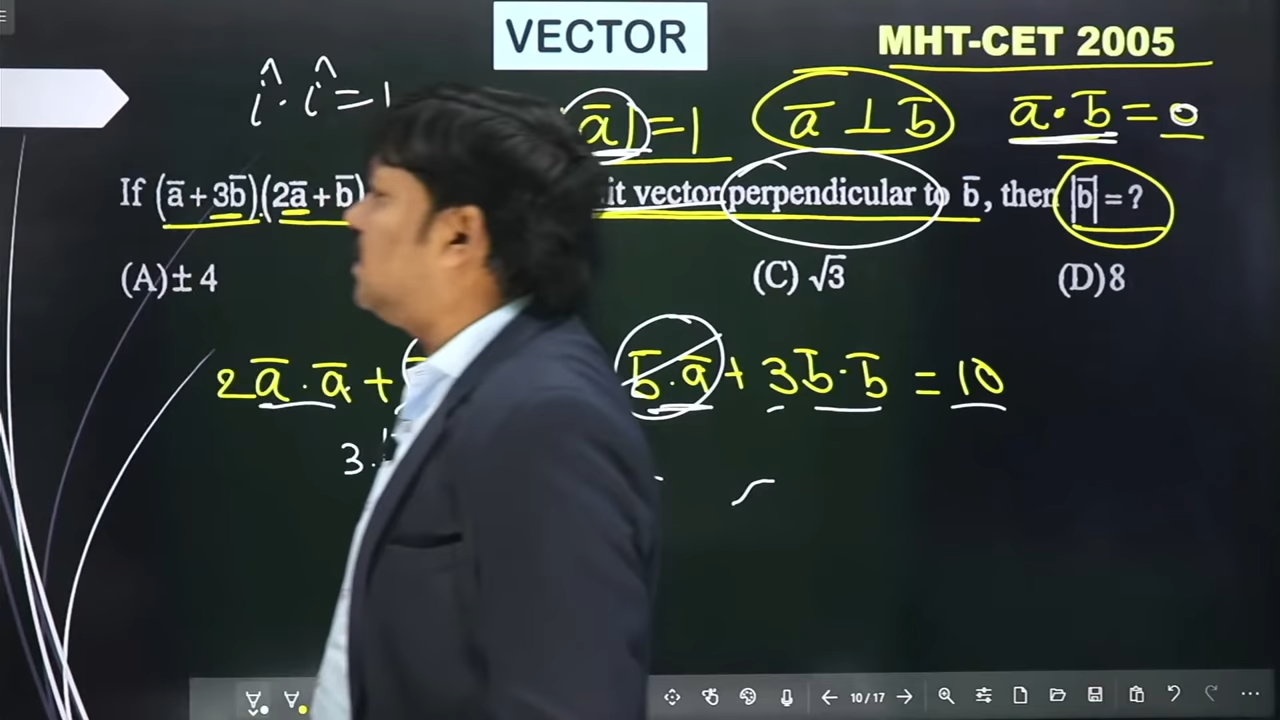 VECTOR
MHT-CET 2005
î · î = 1
ā| = 1
ā ⊥ b̄
ā · b̄ = 0
If (ā + 3b̄).(2ā + b̄) it vector perpendicular to b̄, then |b̄| = ?
(A) ± 4 (C) √3 (D) 8
2ā · ā + b̄ · ā + 3b̄ · b̄ = 10
3.
10/17